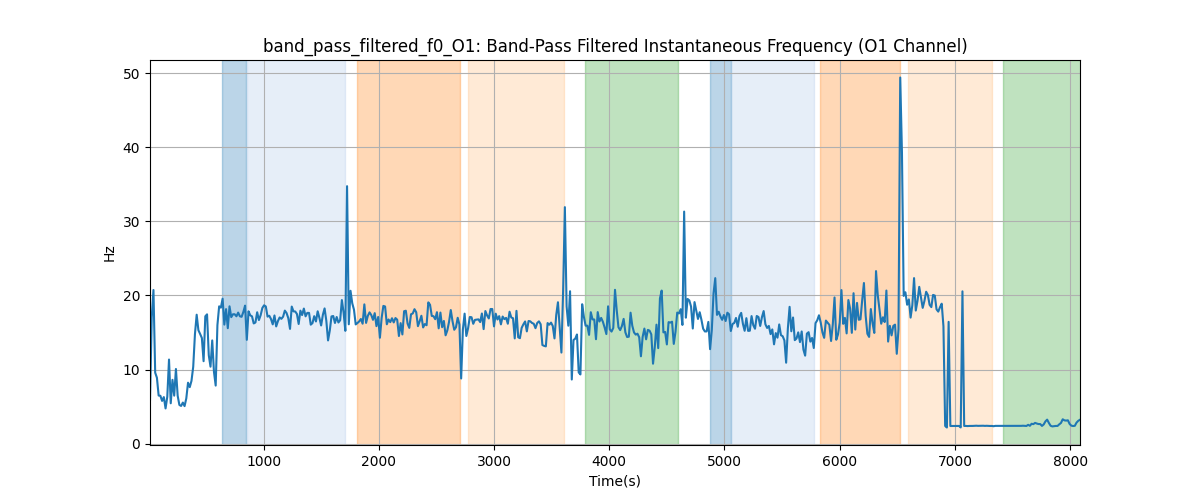 band_pass_filtered_f0_O1: Band-Pass Filtered Instantaneous Frequency (O1 Channel)
50
40
30
20
10
0
Hz
1000 2000 3000 4000 5000 6000 7000 8000
Time(s)